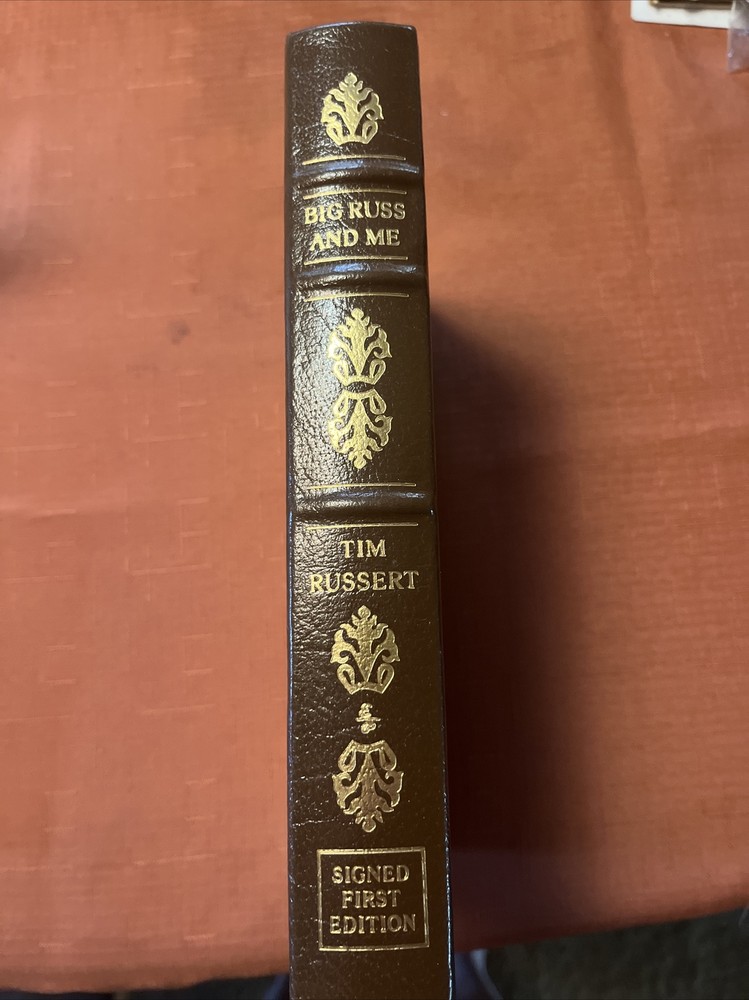 BIG RUSS
AND ME
TIM
RUSSERT
SIGNED
FIRST
EDITION